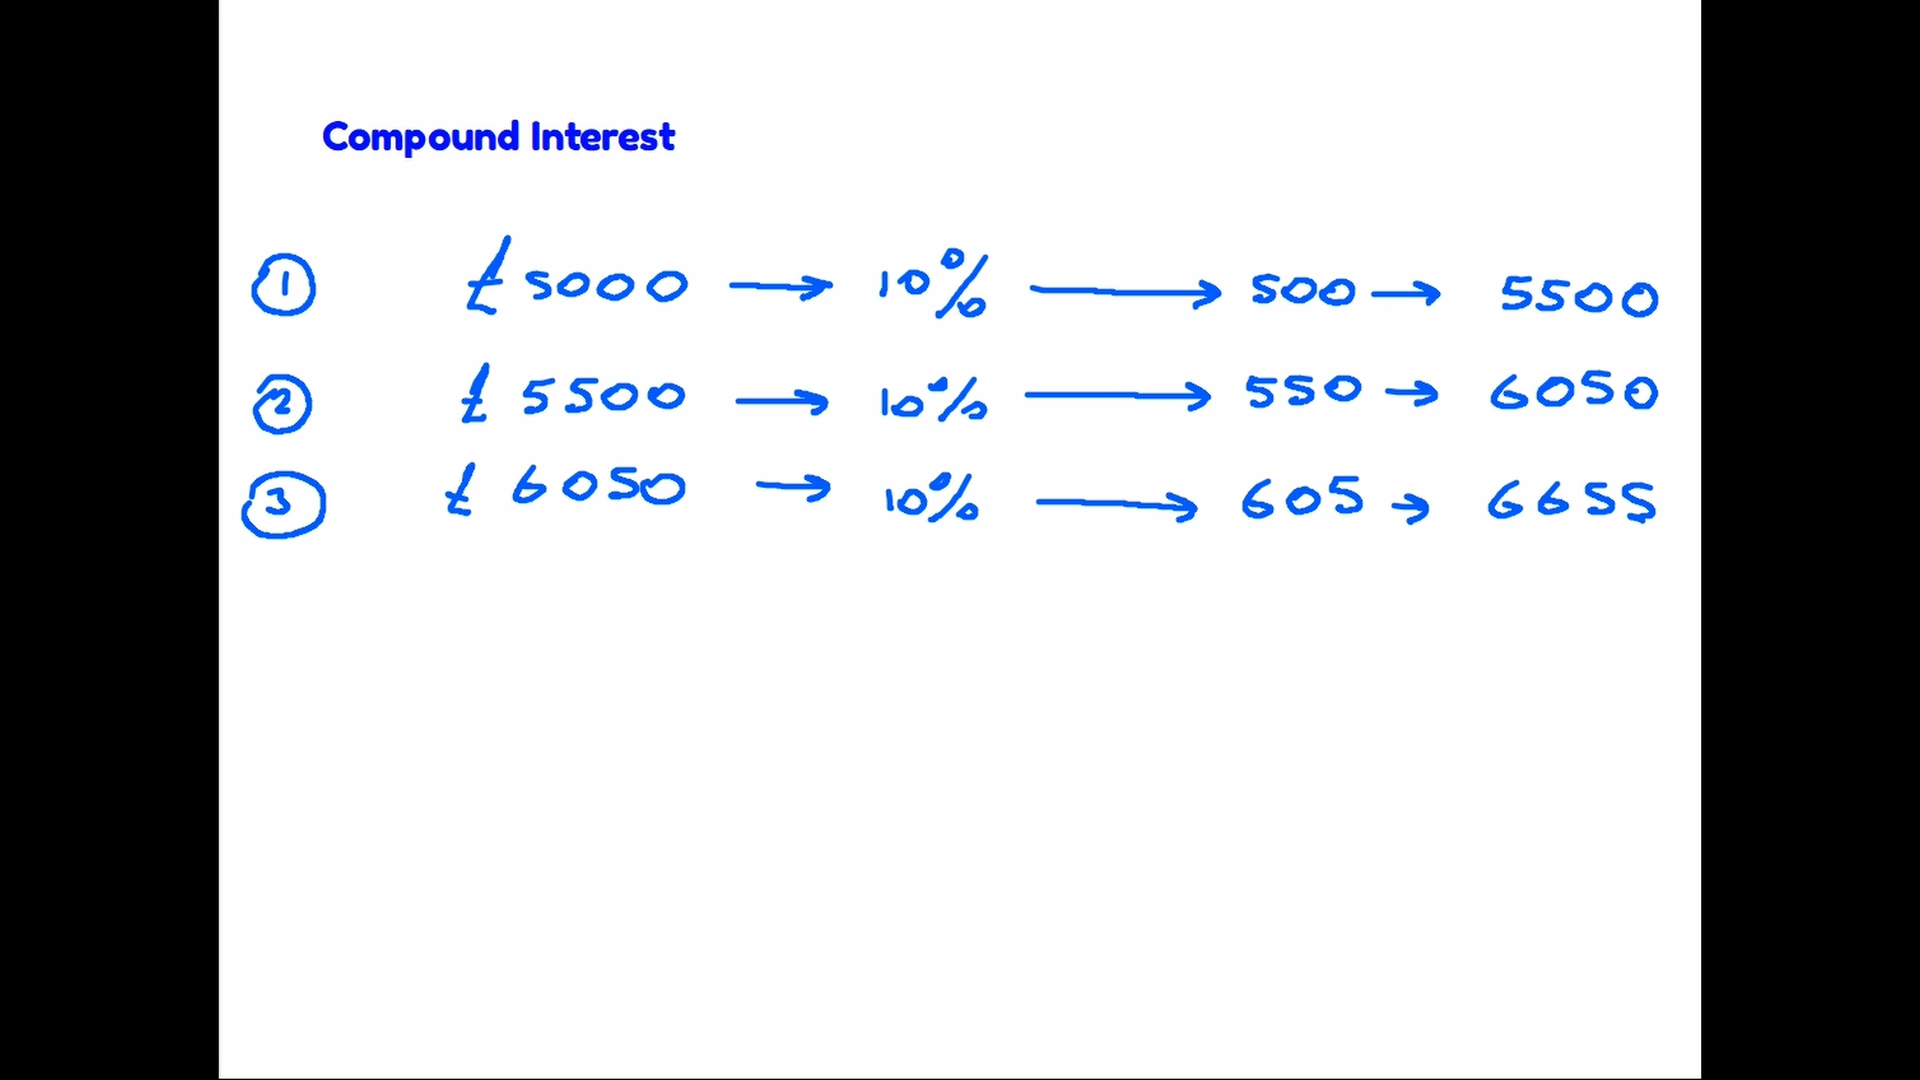 Compound Interest
① £5000 → 10% → 500 → 5500
② £5500 → 10% → 550 → 6050
③ £6050 → 10% → 605 → 6655